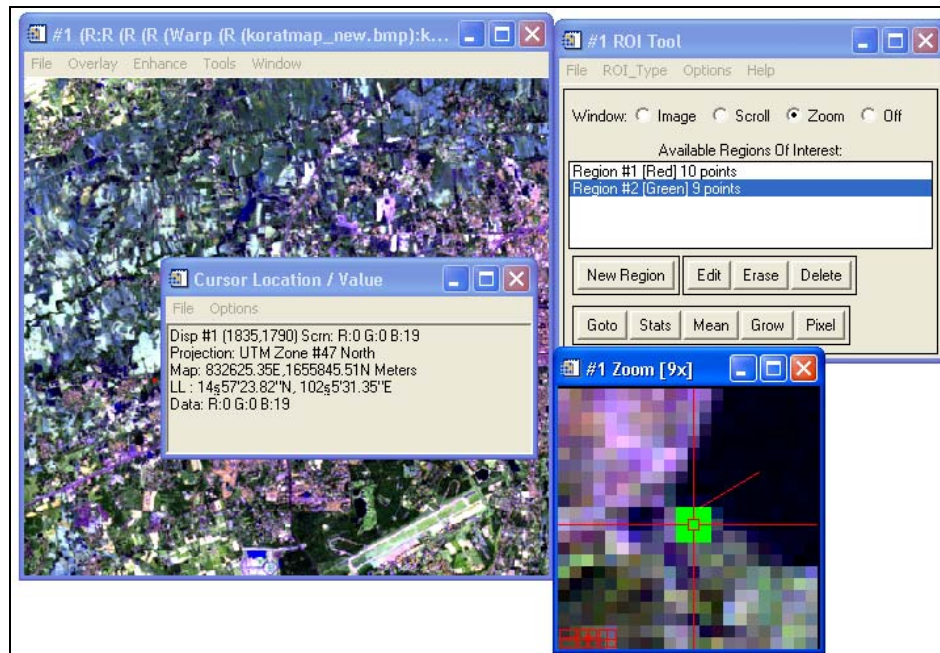 #1 (R:R (R (R (Warp (R (koratmap_new.bmp):k...
File Overlay Enhance Tools Window
Cursor Location / Value
File Options
Disp #1 (1835,1790) Scrn: R:0 G:0 B:19
Projection: UTM Zone #47 North
Map: 832625.35E,1655845.51N Meters
LL : 14ş57'23.82"N, 102ş5'31.35"E
Data: R:0 G:0 B:19
#1 ROI Tool
File ROI_Type Options Help
Window: Image Scroll Zoom Off
Available Regions Of Interest:
Region #1 [Red] 10 points
Region #2 [Green] 9 points
New Region Edit Erase Delete
Goto Stats Mean Grow Pixel
#1 Zoom [9x]